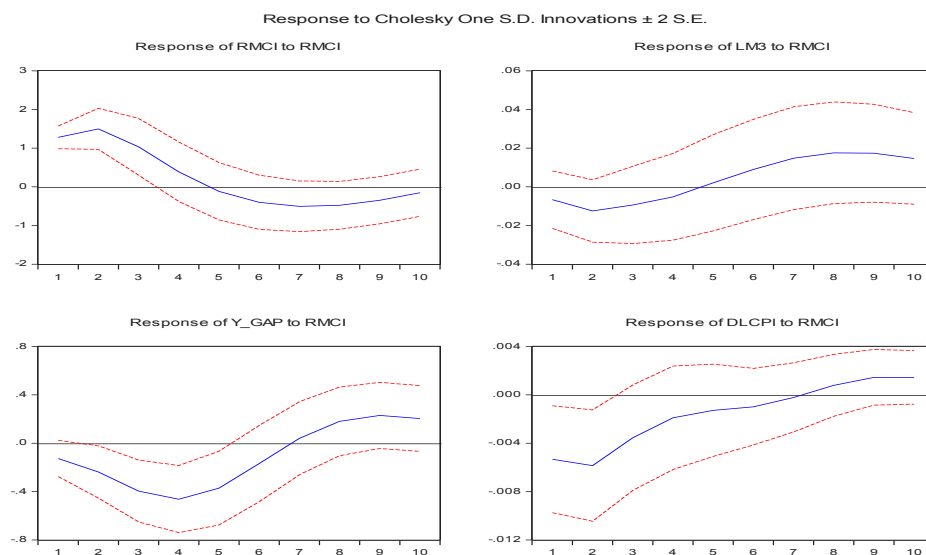 Response to Cholesky One S.D. Innovations ± 2 S.E.
Response of RMCI to RMCI
3
2
1
0
-1
-2
1 2 3 4 5 6 7 8 9 10
Response of LM3 to RMCI
.06
.04
.02
.00
-.02
-.04
1 2 3 4 5 6 7 8 9 10
Response of Y_GAP to RMCI
.8
.4
.0
-.4
-.8
1 2 3 4 5 6 7 8 9 10
Response of DLCPI to RMCI
.004
.000
-.004
-.008
-.012
1 2 3 4 5 6 7 8 9 10